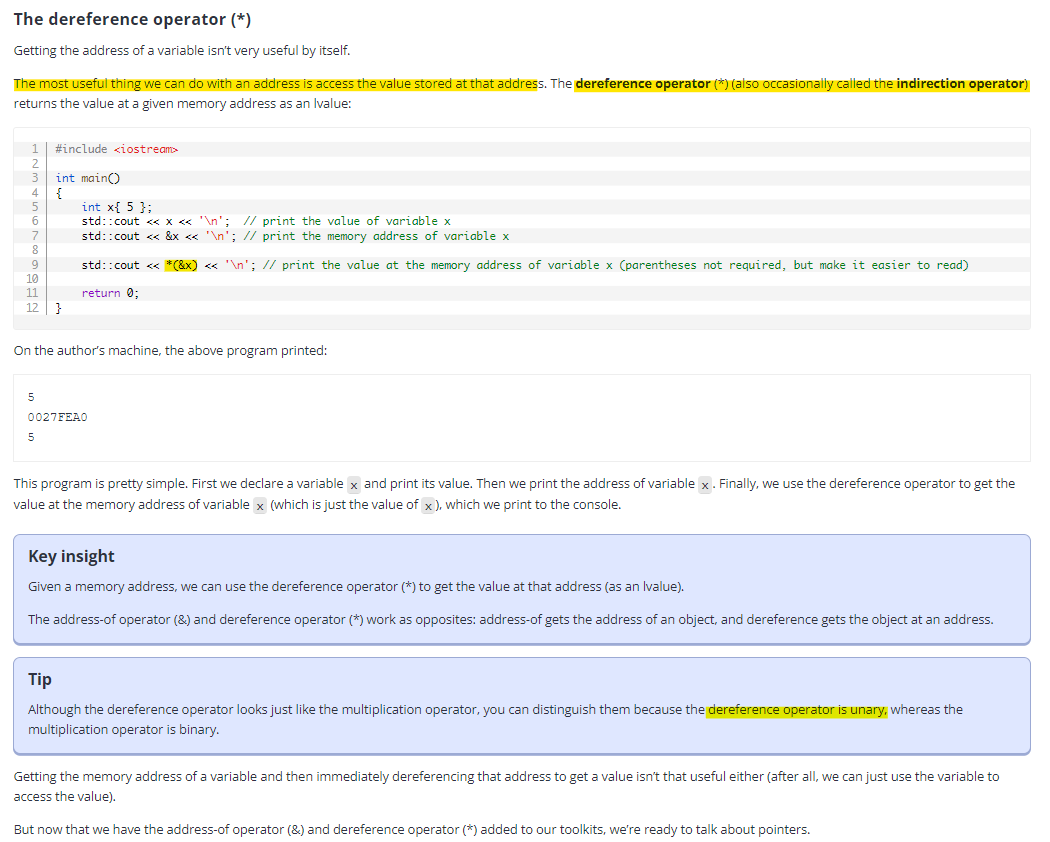 The dereference operator (*)
Getting the address of a variable isn't very useful by itself.
The most useful thing we can do with an address is access the value stored at that address. The dereference operator (*) (also occasionally called the indirection operator)
returns the value at a given memory address as an lvalue:
1 #include <iostream>
2
3 int main()
4 {
5     int x{ 5 };
6     std::cout << x << '\n';  // print the value of variable x
7     std::cout << &x << '\n'; // print the memory address of variable x
8
9     std::cout << *(&x) << '\n'; // print the value at the memory address of variable x (parentheses not required, but make it easier to read)
10
11     return 0;
12 }
On the author's machine, the above program printed:
5
0027FEA0
5
This program is pretty simple. First we declare a variable x and print its value. Then we print the address of variable x. Finally, we use the dereference operator to get the
value at the memory address of variable x (which is just the value of x), which we print to the console.
Key insight
Given a memory address, we can use the dereference operator (*) to get the value at that address (as an lvalue).
The address-of operator (&) and dereference operator (*) work as opposites: address-of gets the address of an object, and dereference gets the object at an address.
Tip
Although the dereference operator looks just like the multiplication operator, you can distinguish them because the dereference operator is unary, whereas the
multiplication operator is binary.
Getting the memory address of a variable and then immediately dereferencing that address to get a value isn't that useful either (after all, we can just use the variable to
access the value).
But now that we have the address-of operator (&) and dereference operator (*) added to our toolkits, we're ready to talk about pointers.